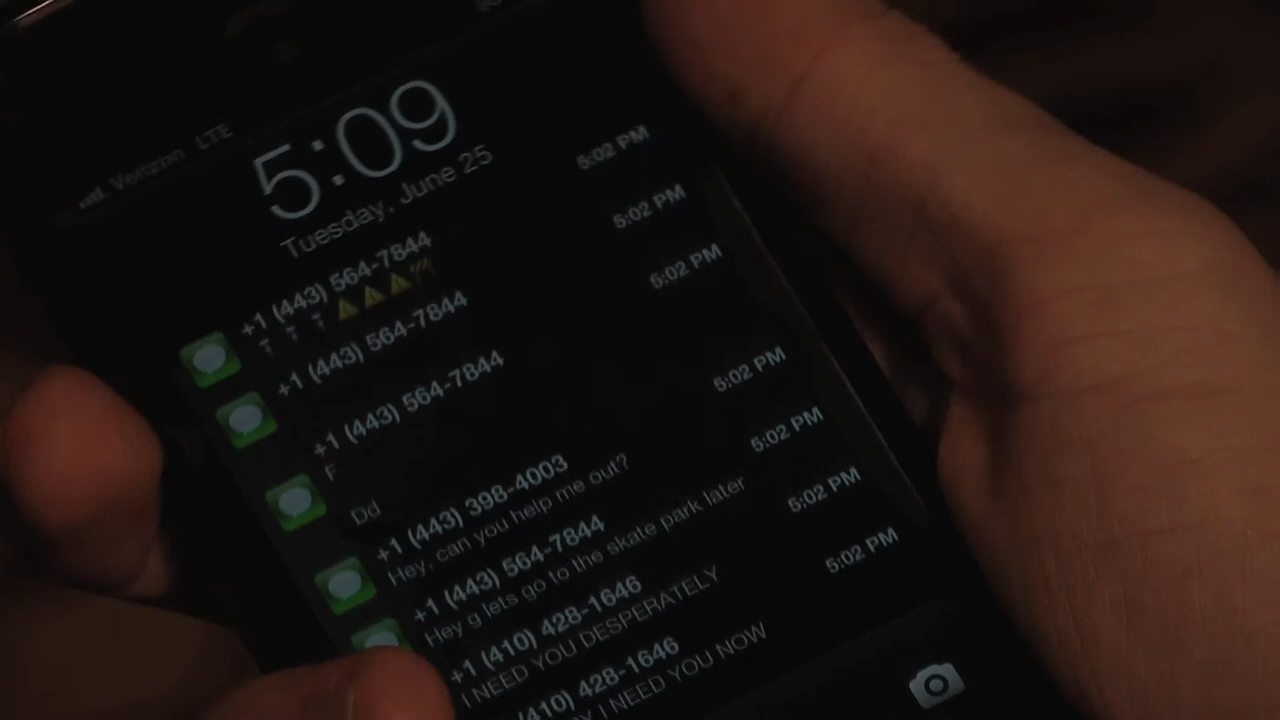 Verizon LTE
5:09
Tuesday, June 25
+1 (443) 564-7844 5:02 PM
+1 (443) 564-7844 5:02 PM
+1 (443) 564-7844 5:02 PM
F
Dd
+1 (443) 398-4003 5:02 PM
Hey, can you help me out?
+1 (443) 564-7844 5:02 PM
Hey g lets go to the skate park later
+1 (410) 428-1646 5:02 PM
I NEED YOU DESPERATELY
(410) 428-1646 5:02 PM
I NEED YOU NOW